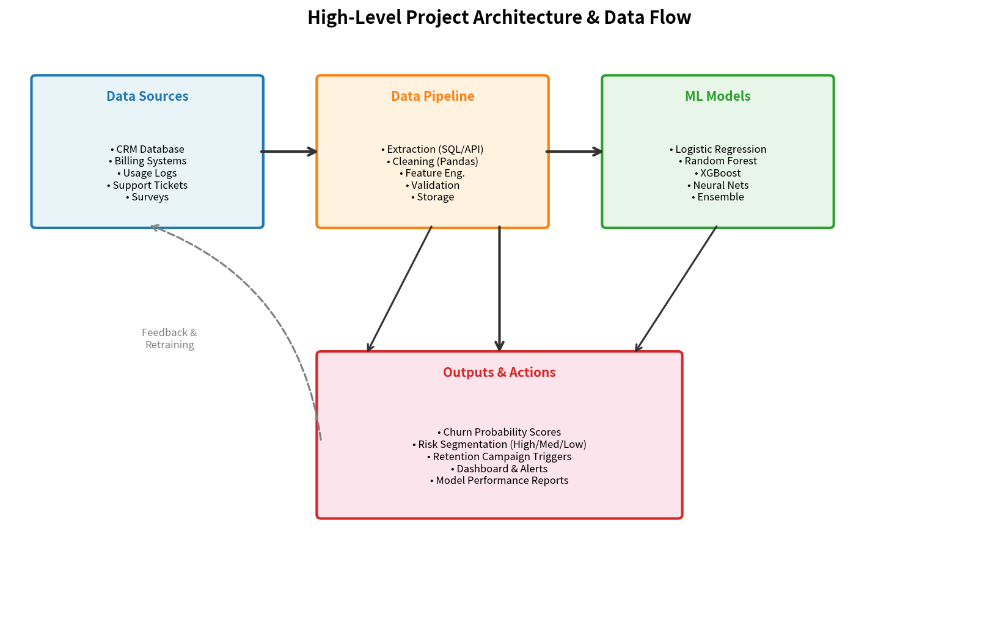 High-Level Project Architecture & Data Flow
Data Sources
• CRM Database
• Billing Systems
• Usage Logs
• Support Tickets
• Surveys
Data Pipeline
• Extraction (SQL/API)
• Cleaning (Pandas)
• Feature Eng.
• Validation
• Storage
ML Models
• Logistic Regression
• Random Forest
• XGBoost
• Neural Nets
• Ensemble
Feedback &
Retraining
Outputs & Actions
• Churn Probability Scores
• Risk Segmentation (High/Med/Low)
• Retention Campaign Triggers
• Dashboard & Alerts
• Model Performance Reports